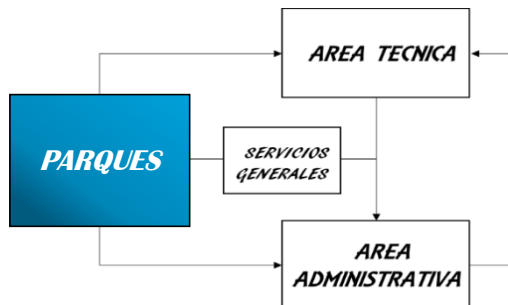 AREA TECNICA
PARQUES
SERVICIOS
GENERALES
AREA
ADMINISTRATIVA